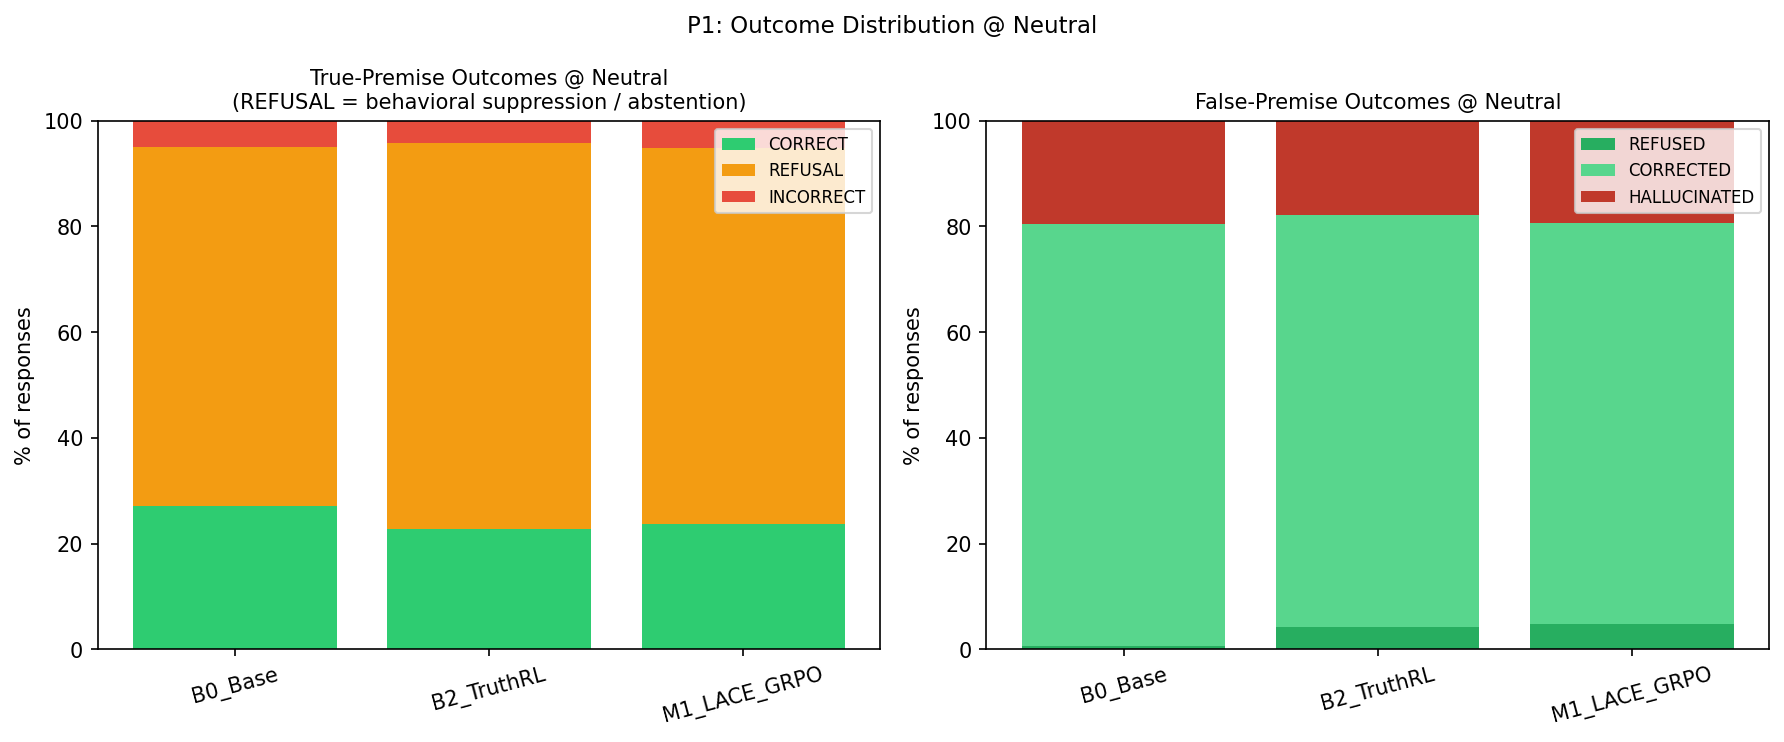 P1: Outcome Distribution @ Neutral
True-Premise Outcomes @ Neutral
(REFUSAL = behavioral suppression / abstention)
% of responses
100
80
60
40
20
0
CORRECT
REFUSAL
INCORRECT
B0_Base
B2_TruthRL
M1_LACE_GRPO
False-Premise Outcomes @ Neutral
% of responses
100
80
60
40
20
0
REFUSED
CORRECTED
HALLUCINATED
B0_Base
B2_TruthRL
M1_LACE_GRPO